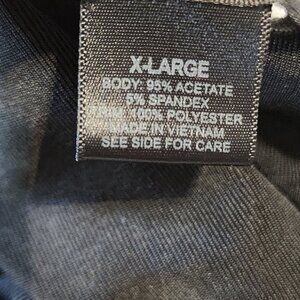 X-LARGE
BODY: 95% ACETATE
5% SPANDEX
100% POLYESTER
MADE IN VIETNAM
SEE SIDE FOR CARE